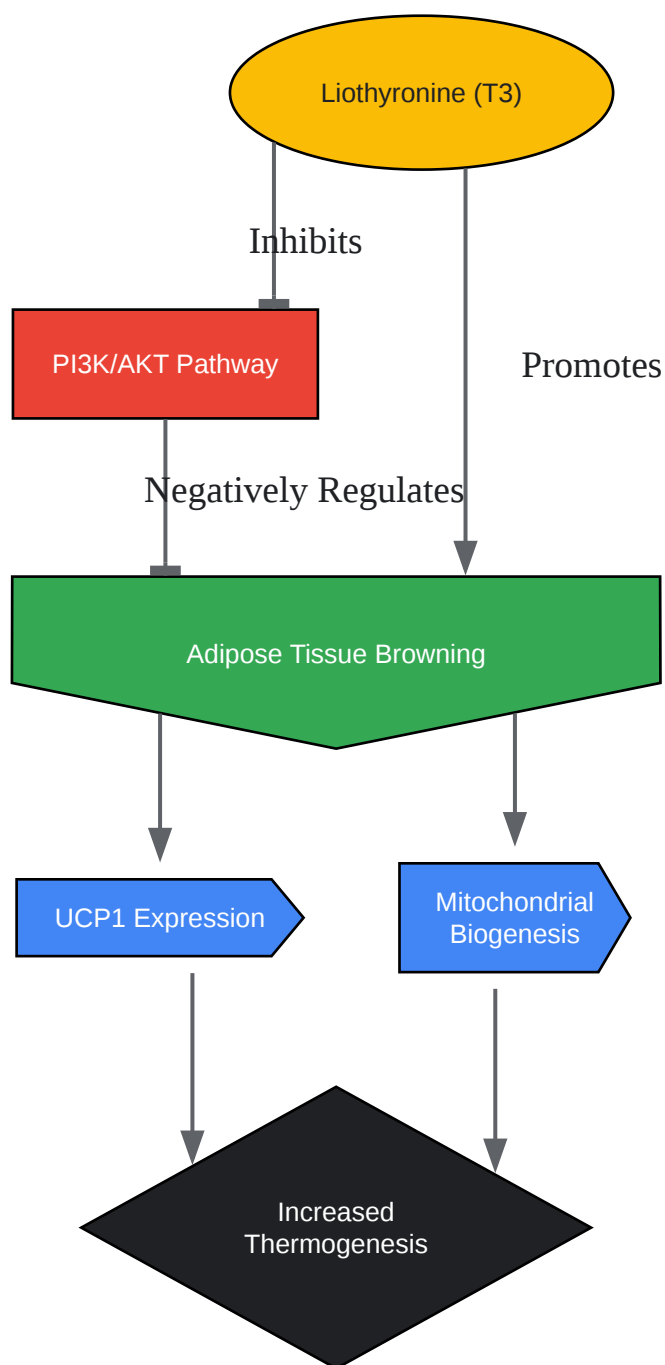 Liothyronine (T3)
Inhibits
PI3K/AKT Pathway
Promotes
Negatively Regulates
Adipose Tissue Browning
UCP1 Expression
Mitochondrial
Biogenesis
Increased
Thermogenesis